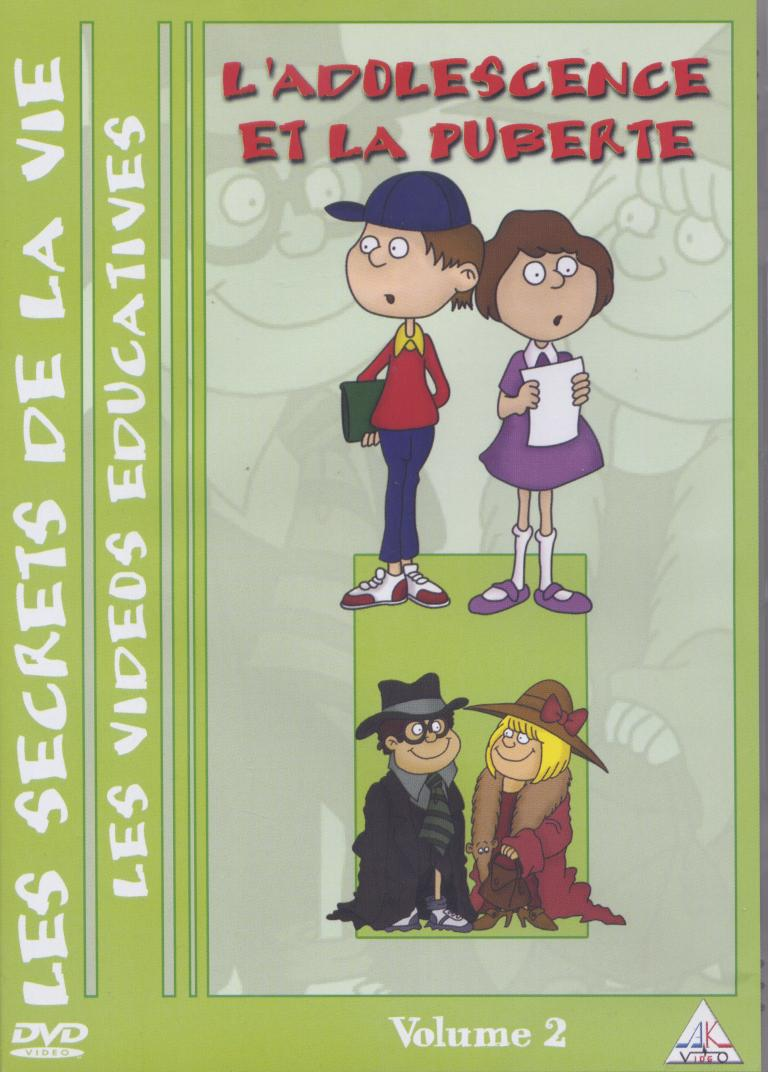 LES SECRETS DE LA VIE
LES VIDEOS EDUCATIVES
L'ADOLESCENCE
ET LA PUBERTE
DVD
VIDEO
Volume 2
AK
VIDEO